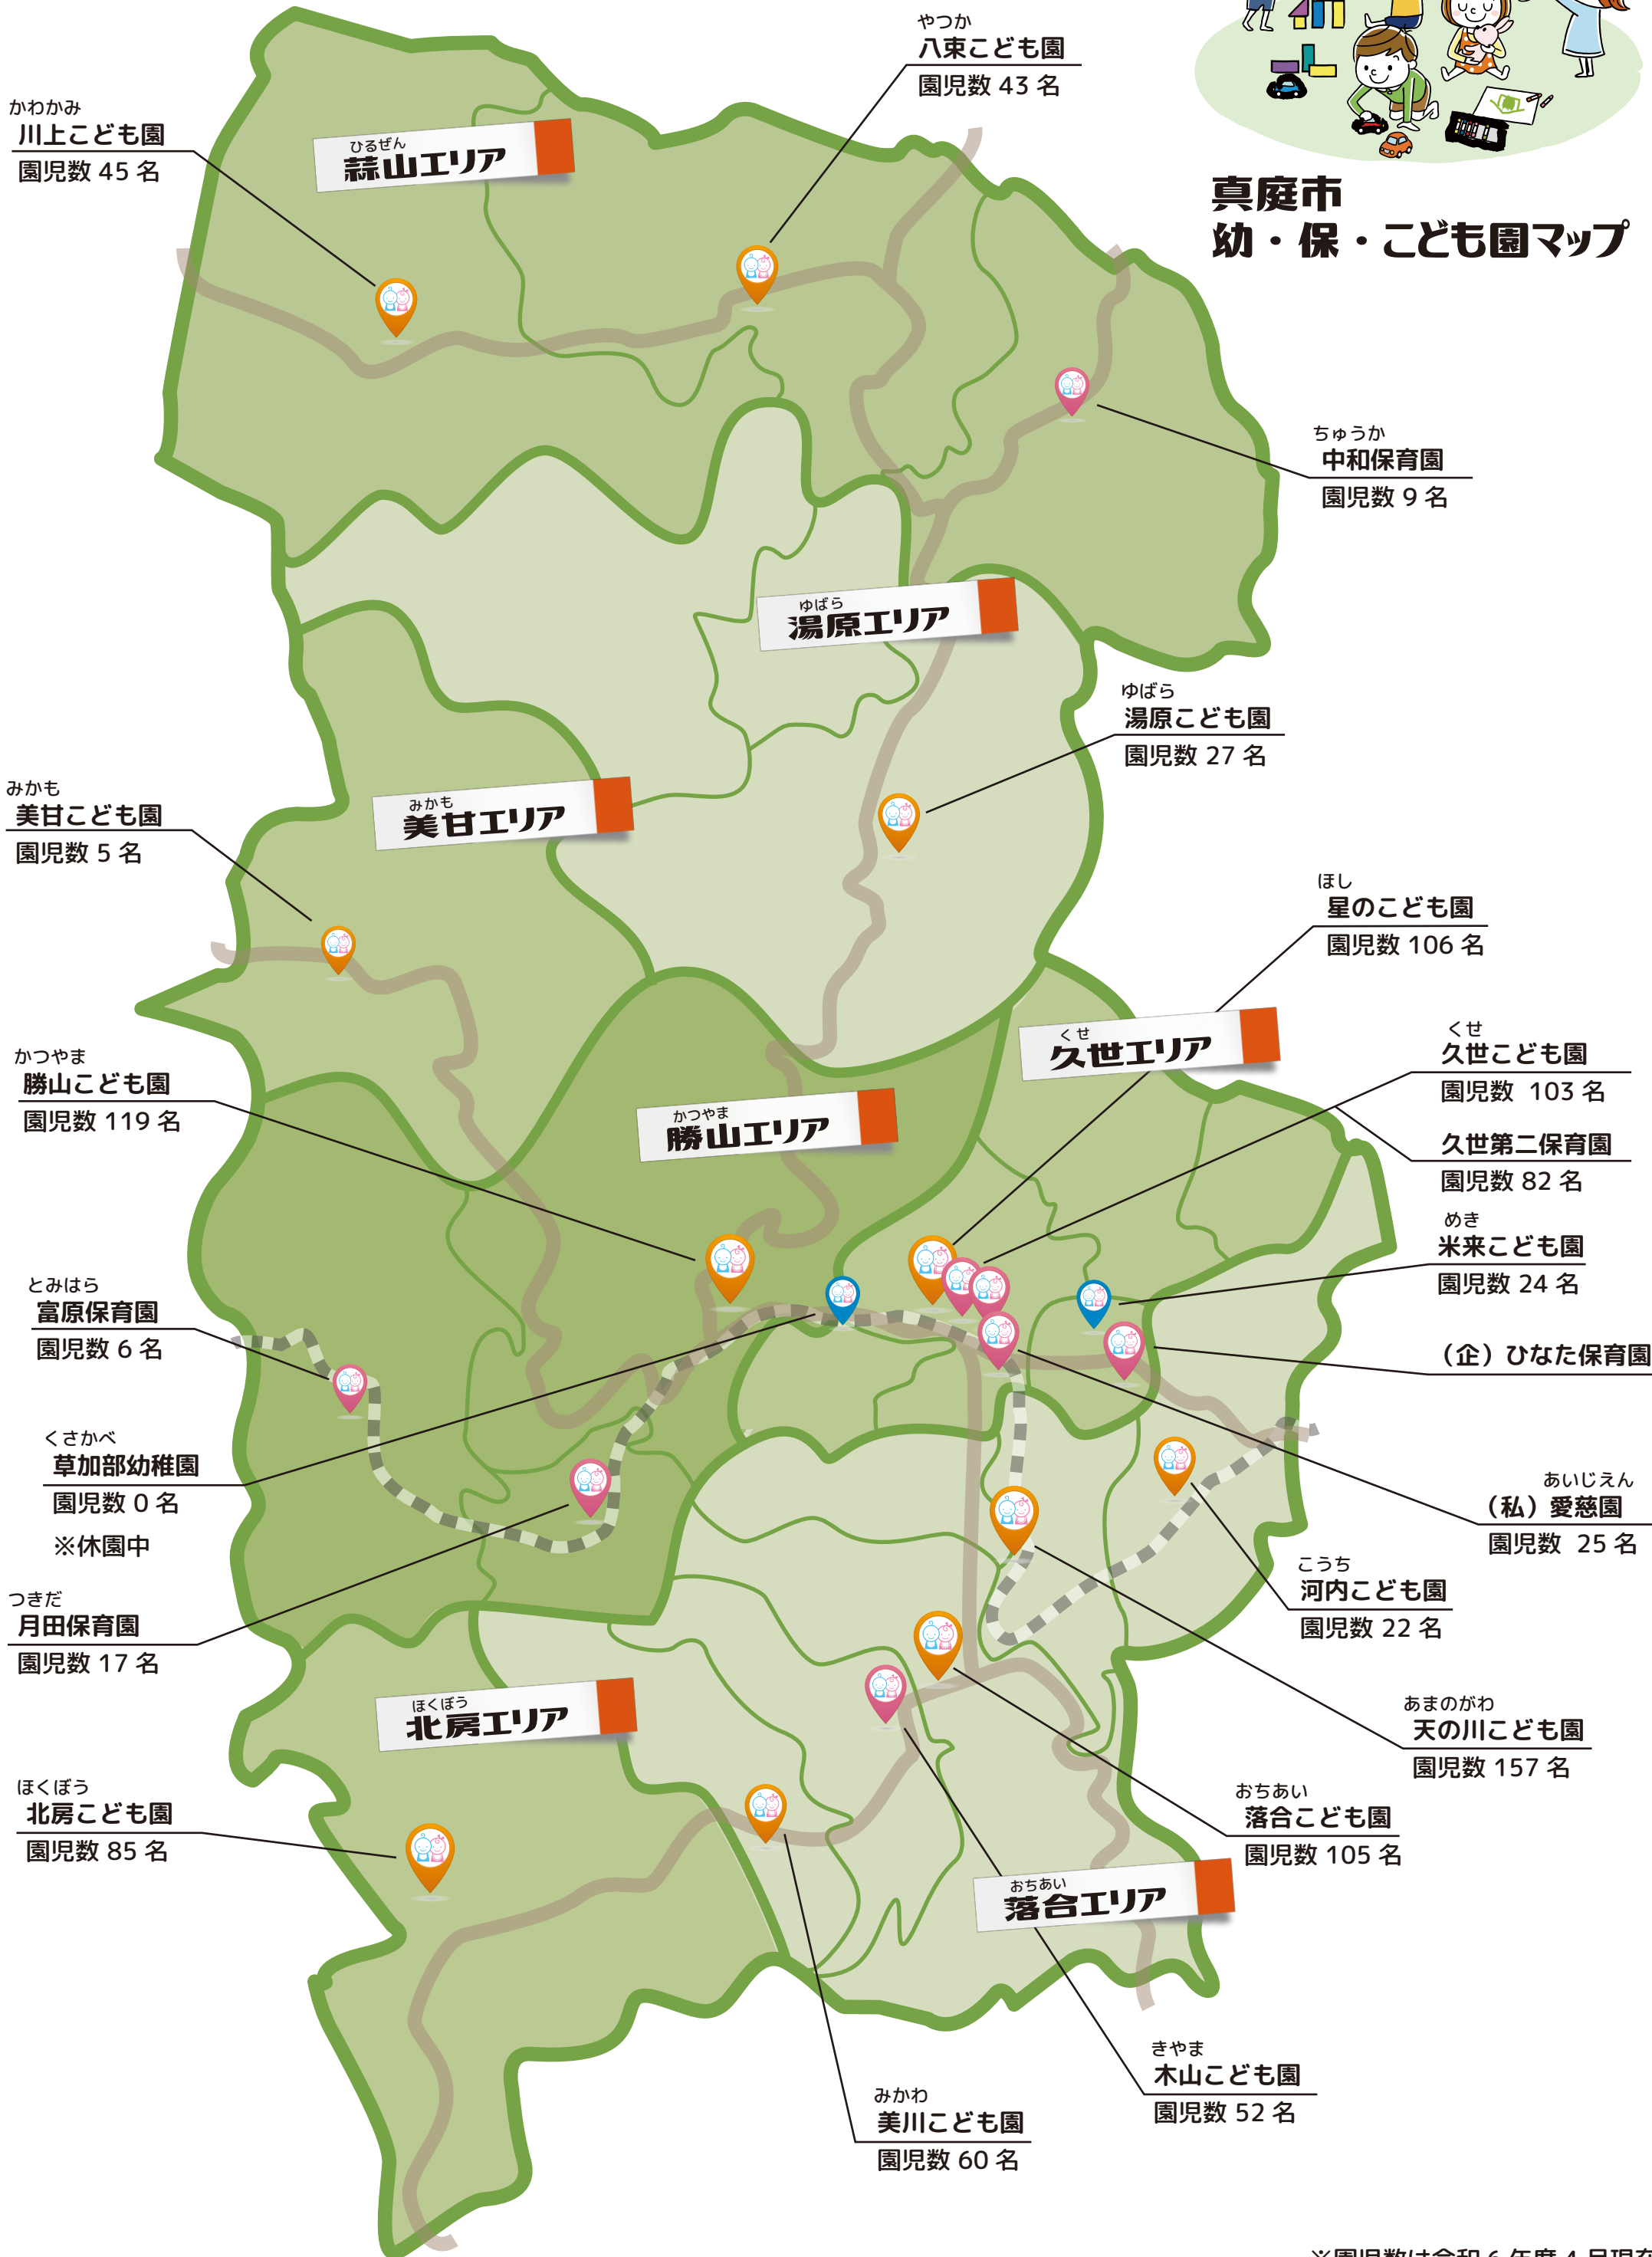 真庭市
幼・保・こども園マップ
やつか
八束こども園
園児数 43 名
かわかみ
川上こども園
園児数 45 名
ひるぜん
蒜山エリア
ちゅうか
中和保育園
園児数 9 名
ゆばら
湯原エリア
ゆばら
湯原こども園
園児数 27 名
みかも
美甘エリア
みかも
美甘こども園
園児数 5 名
ほし
星のこども園
園児数 106 名
くせ
久世エリア
くせ
久世こども園
園児数 103 名
かつやま
勝山こども園
園児数 119 名
かつやま
勝山エリア
久世第二保育園
園児数 82 名
めき
米来こども園
園児数 24 名
とみはら
富原保育園
園児数 6 名
（企）ひなた保育園
くさかべ
草加部幼稚園
園児数 0 名
※休園中
あいじえん
（私）愛慈園
園児数 25 名
こうち
河内こども園
園児数 22 名
つきだ
月田保育園
園児数 17 名
ほくぼう
北房エリア
あまのがわ
天の川こども園
園児数 157 名
ほくぼう
北房こども園
園児数 85 名
おちあい
落合こども園
園児数 105 名
おちあい
落合エリア
きやま
木山こども園
園児数 52 名
みかわ
美川こども園
園児数 60 名
※園児数は令和 6 年度 4 月現在